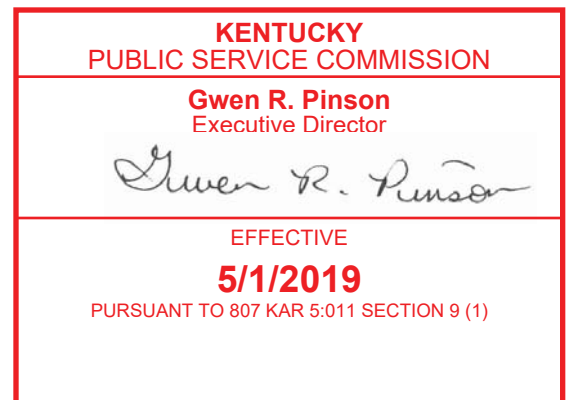 KENTUCKY
PUBLIC SERVICE COMMISSION
Gwen R. Pinson
Executive Director
Gwen R. Pinson
EFFECTIVE
5/1/2019
PURSUANT TO 807 KAR 5:011 SECTION 9 (1)